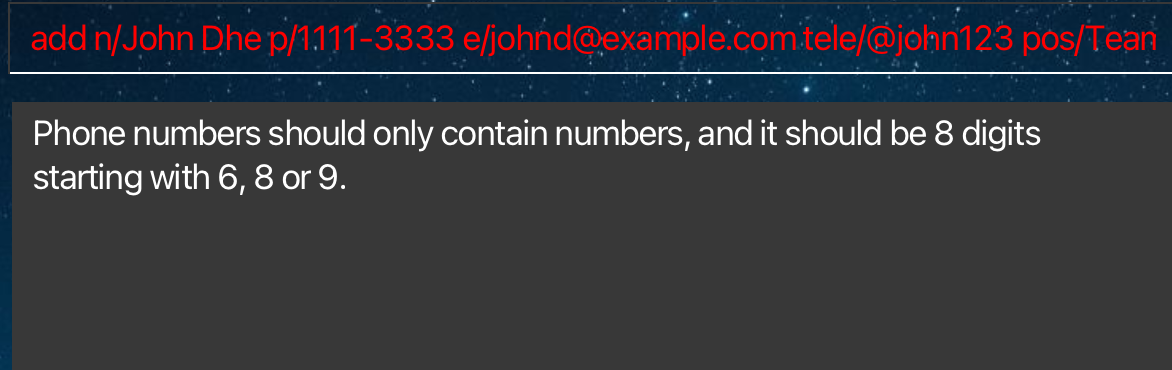 add n/John Dhe p/1111-3333 e/johnd@example.com tele/@john123 pos/Tean
Phone numbers should only contain numbers, and it should be 8 digits
starting with 6, 8 or 9.